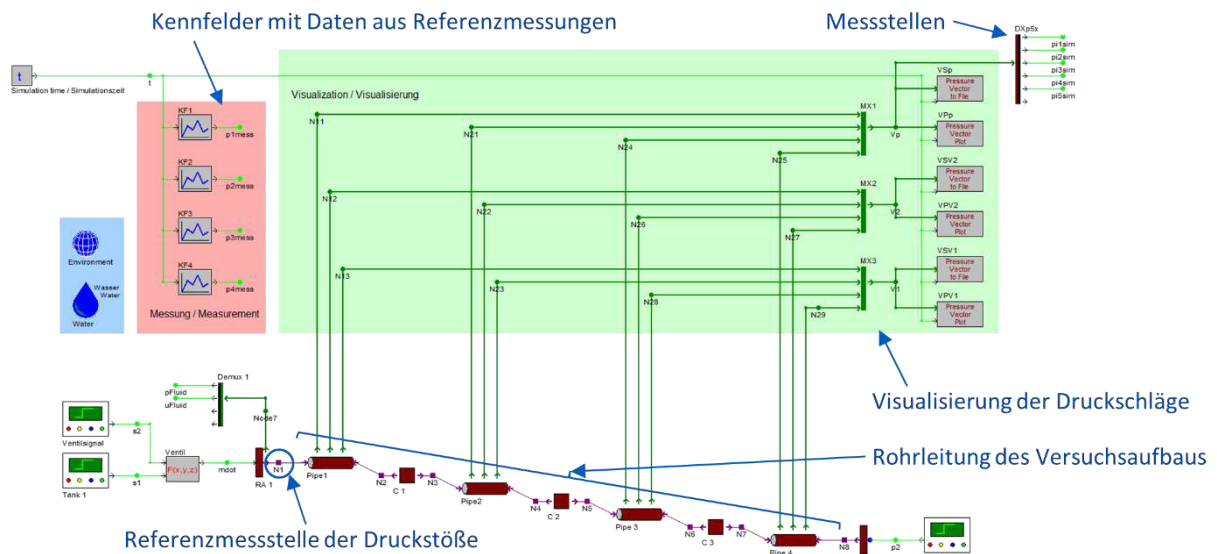 Kennfelder mit Daten aus Referenzmessungen
Messstellen
DXp5x
pi1sim
pi2sim
pi3sim
pi4sim
pi5sim
t
t
Simulation time / Simulationszeit
Visualization / Visualisierung
VSp
Pressure
Vector
to File
KF1
p1mess
N11
N21
N24
N25
MX1
Vp
VPp
Pressure
Vector
Plot
KF2
p2mess
N12
N22
N26
N27
MX2
V2
VSV2
Pressure
Vector
to File
VPV2
Pressure
Vector
Plot
KF3
p3mess
Environment
KF4
p4mess
N13
N23
N28
N29
MX3
V1
VSV1
Pressure
Vector
to File
VPV1
Pressure
Vector
Plot
Wasser
Water
Water
Messung / Measurement
Demux 1
pFluid
uFluid
Node7
Visualisierung der Druckschläge
Ventilsignal
s2
Ventil
F(x,y,z)
mdot
Tank 1
s1
RA 1
N1
Pipe1
N2
C 1
N3
Pipe2
N4
C 2
N5
Pipe 3
N6
C 3
N7
Pipe 4
N8
p2
Rohrleitung des Versuchsaufbaus
Referenzmessstelle der Druckstöße